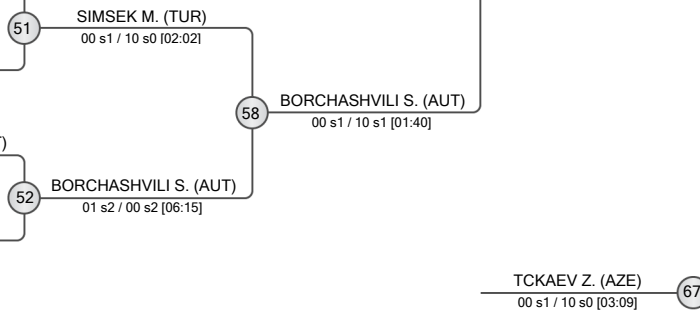 SIMSEK M. (TUR)
51
00 s1 / 10 s0 [02:02]
BORCHASHVILI S. (AUT)
58
00 s1 / 10 s1 [01:40]
)
BORCHASHVILI S. (AUT)
52
01 s2 / 00 s2 [06:15]
TCKAEV Z. (AZE)
67
00 s1 / 10 s0 [03:09]